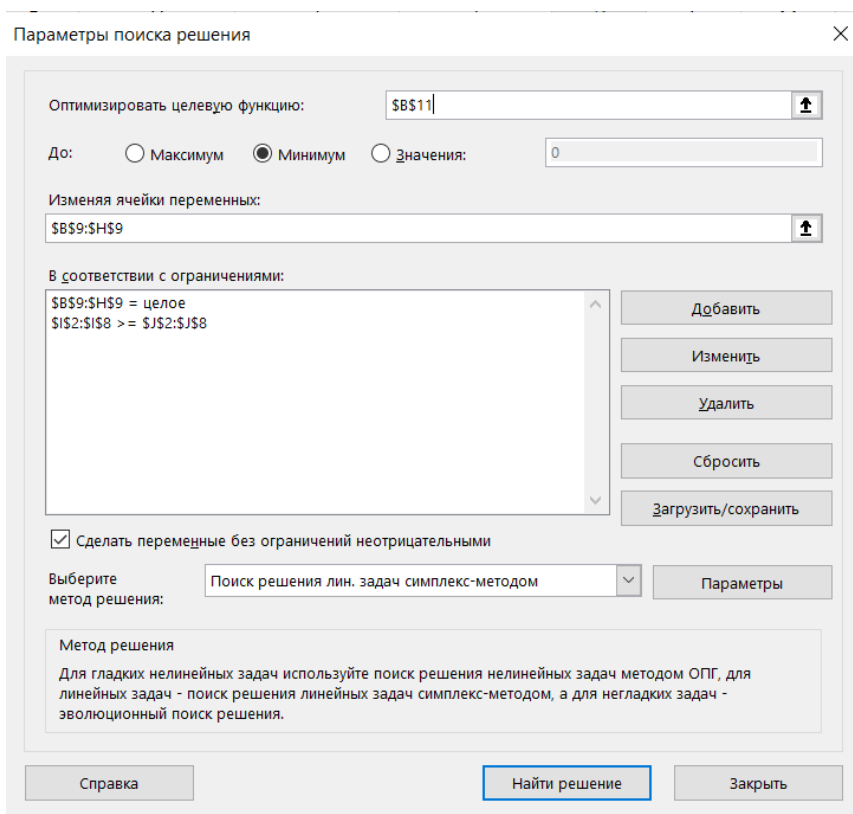 Параметры поиска решения
Оптимизировать целевую функцию: $B$11
До: Максимум Минимум Значения: 0
Изменяя ячейки переменных:
$B$9:$H$9
В соответствии с ограничениями:
$B$9:$H$9 = целое
$I$2:$I$8 >= $J$2:$J$8
Добавить
Изменить
Удалить
Сбросить
Загрузить/сохранить
Сделать переменные без ограничений неотрицательными
Выберите
метод решения:
Поиск решения лин. задач симплекс-методом
Параметры
Метод решения
Для гладких нелинейных задач используйте поиск решения нелинейных задач методом ОПГ, для
линейных задач - поиск решения линейных задач симплекс-методом, а для негладких задач -
эволюционный поиск решения.
Справка
Найти решение
Закрыть